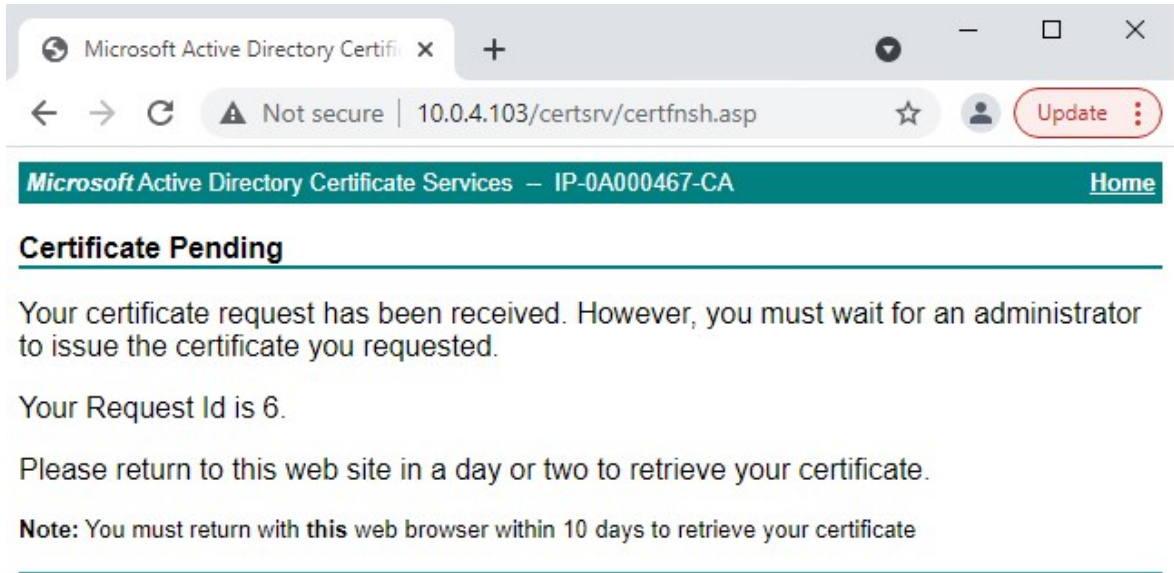 Microsoft Active Directory Certifi
Not secure | 10.0.4.103/certsrv/certfnsh.asp
Update
Microsoft Active Directory Certificate Services -- IP-0A000467-CA Home
Certificate Pending
Your certificate request has been received. However, you must wait for an administrator
to issue the certificate you requested.
Your Request Id is 6.
Please return to this web site in a day or two to retrieve your certificate.
Note: You must return with this web browser within 10 days to retrieve your certificate